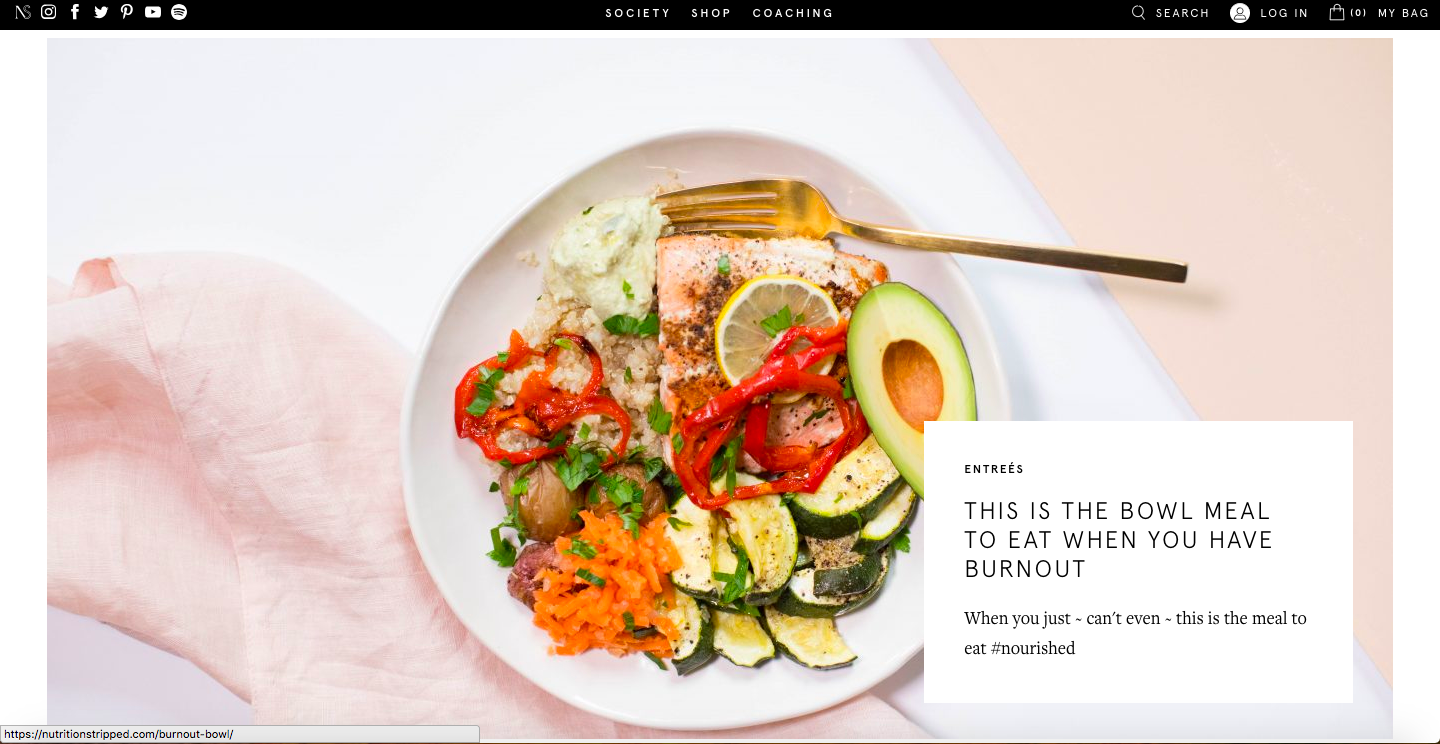 NS
SOCIETY SHOP COACHING
SEARCH LOG IN (0) MY BAG
ENTREÉS
THIS IS THE BOWL MEAL
TO EAT WHEN YOU HAVE
BURNOUT
When you just ~ can't even ~ this is the meal to
eat #nourished
https://nutritionstripped.com/burnout-bowl/